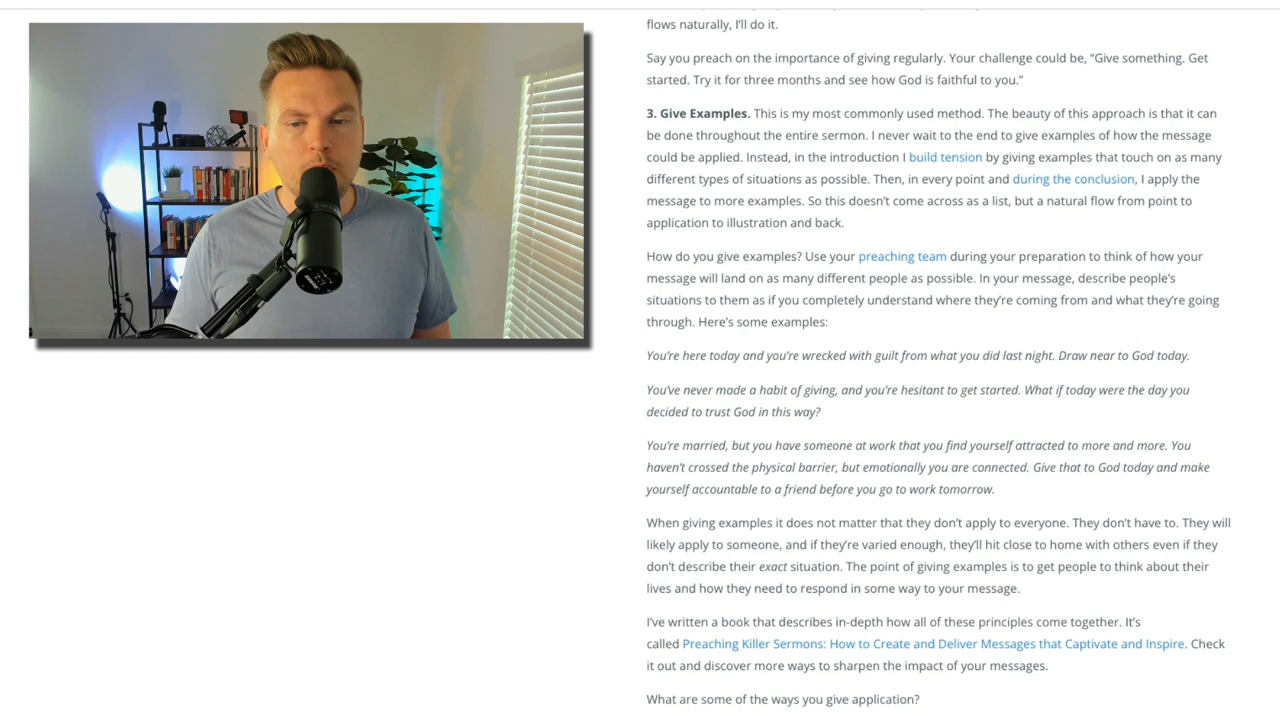 flows naturally, I'll do it.
Say you preach on the importance of giving regularly. Your challenge could be, “Give something. Get
started. Try it for three months and see how God is faithful to you.”
3. Give Examples. This is my most commonly used method. The beauty of this approach is that it can
be done throughout the entire sermon. I never wait to the end to give examples of how the message
could be applied. Instead, in the introduction I build tension by giving examples that touch on as many
different types of situations as possible. Then, in every point and during the conclusion, I apply the
message to more examples. So this doesn't come across as a list, but a natural flow from point to
application to illustration and back.
How do you give examples? Use your preaching team during your preparation to think of how your
message will land on as many different people as possible. In your message, describe people's
situations to them as if you completely understand where they're coming from and what they're going
through. Here's some examples:
You're here today and you're wrecked with guilt from what you did last night. Draw near to God today.
You've never made a habit of giving, and you're hesitant to get started. What if today were the day you
decided to trust God in this way?
You're married, but you have someone at work that you find yourself attracted to more and more. You
haven't crossed the physical barrier, but emotionally you are connected. Give that to God today and make
yourself accountable to a friend before you go to work tomorrow.
When giving examples it does not matter that they don't apply to everyone. They don't have to. They will
likely apply to someone, and if they're varied enough, they'll hit close to home with others even if they
don't describe their exact situation. The point of giving examples is to get people to think about their
lives and how they need to respond in some way to your message.
I've written a book that describes in-depth how all of these principles come together. It's
called Preaching Killer Sermons: How to Create and Deliver Messages that Captivate and Inspire. Check
it out and discover more ways to sharpen the impact of your messages.
What are some of the ways you give application?